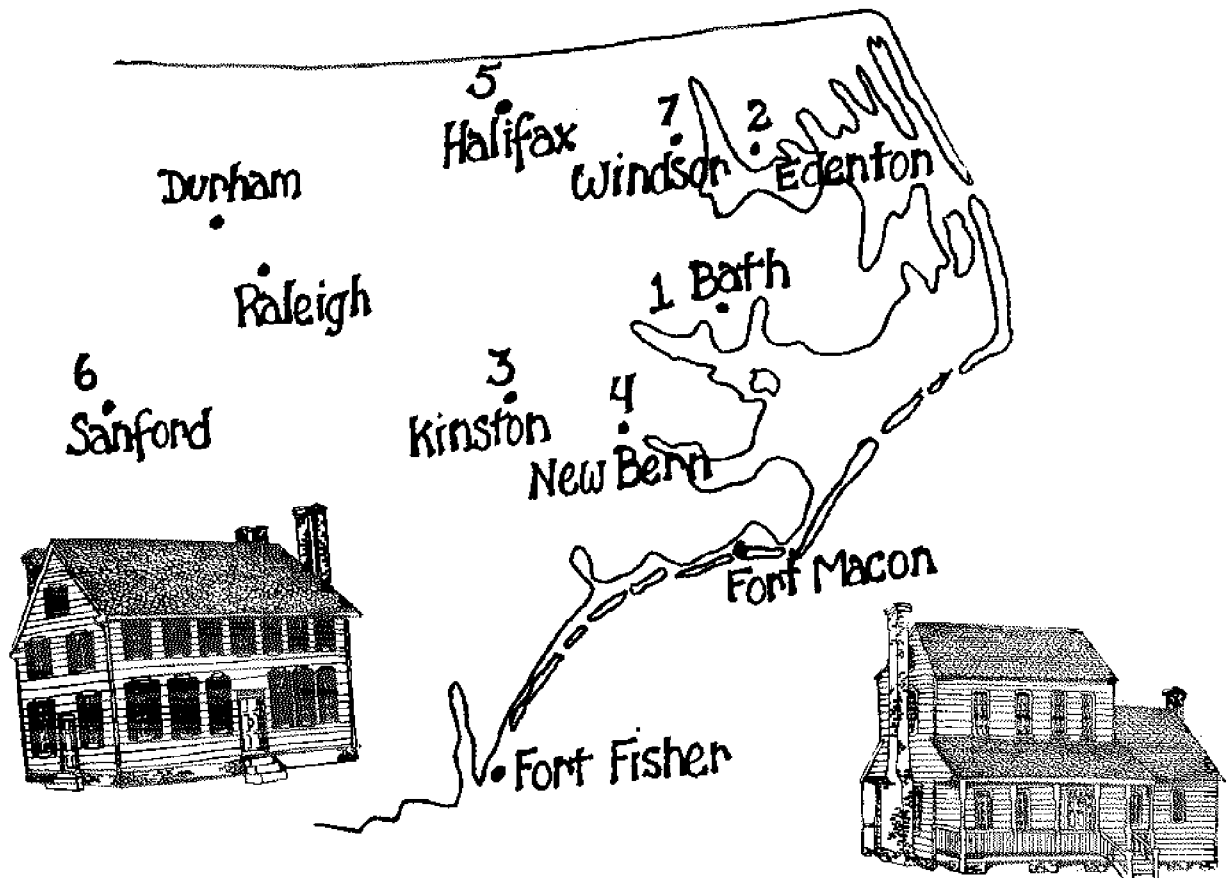 5
Halifax
7
Windsor
2
Edenton
Durham
Raleigh
1 Bath
6
Sanford
3
Kinston
4
New Bern
Fort Macon
Fort Fisher